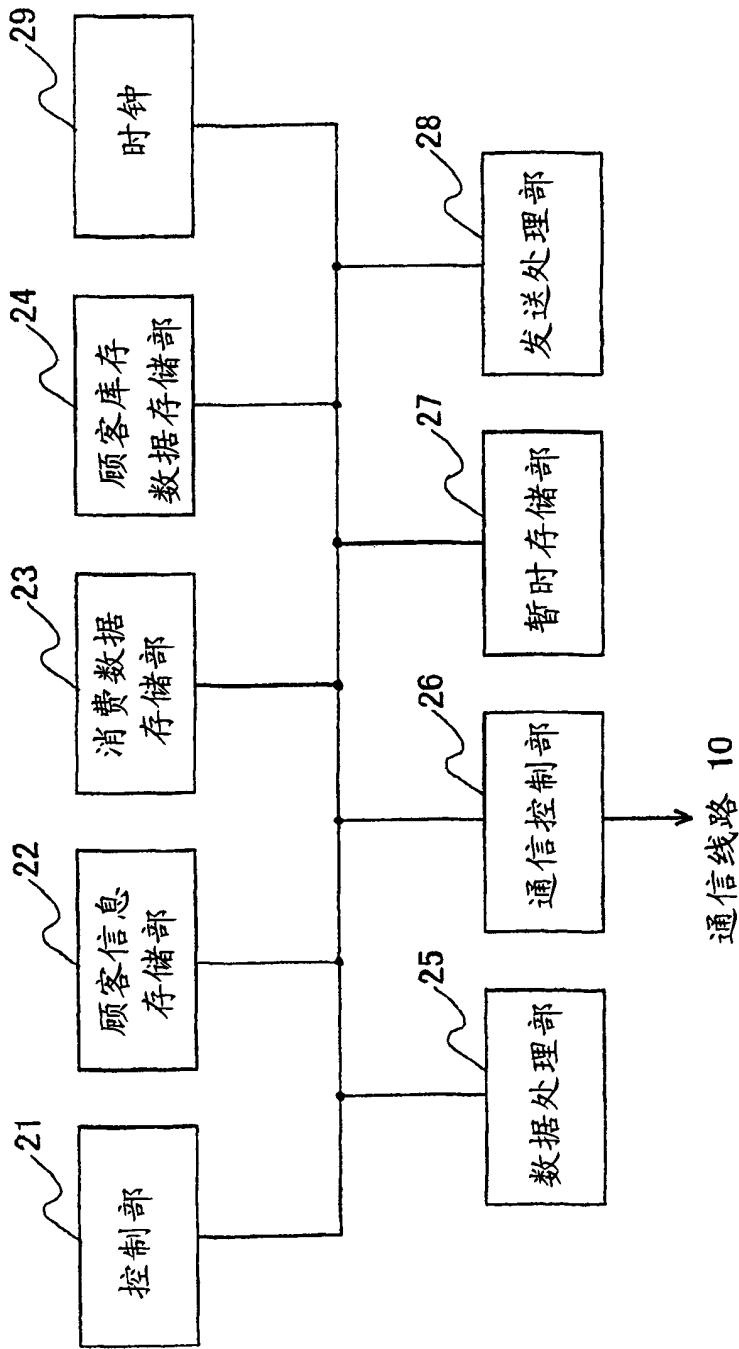 21
控制部
22
顾客信息
存储部
23
消费数据
存储部
24
顾客库存
数据存储部
29
时钟
25
数据处理部
26
通信控制部
27
暂时存储部
28
发送处理部
通信线路 10